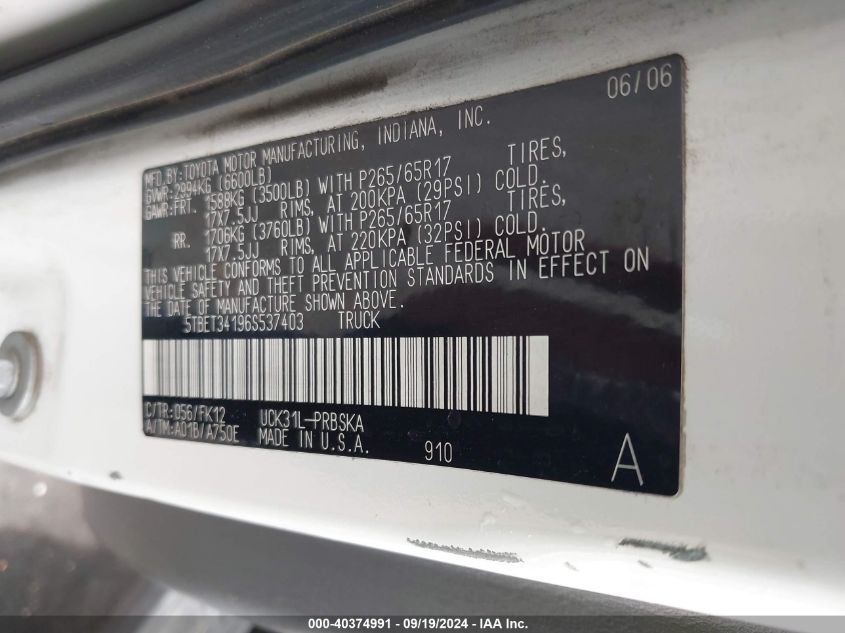 06/06
MFD.BY:TOYOTA MOTOR MANUFACTURING, INDIANA, INC.
GVWR:2994KG (6600LB)
GAWR:FRT. 1588KG (3500LB) WITH P265/65R17 TIRES,
17X7.5JJ RIMS, AT 200KPA (29PSI) COLD.
RR. 1706KG (3760LB) WITH P265/65R17 TIRES,
17X7.5JJ RIMS, AT 220KPA (32PSI) COLD.
THIS VEHICLE CONFORMS TO ALL APPLICABLE FEDERAL MOTOR
VEHICLE SAFETY AND THEFT PREVENTION STANDARDS IN EFFECT ON
THE DATE OF MANUFACTURE SHOWN ABOVE.
5TBET34196S537403 TRUCK
C/TR:056/FK12 UCK31L-PRBSKA
A/TM:A01B/A750E MADE IN U.S.A. 910
A
000-40374991 - 09/19/2024 - IAA Inc.